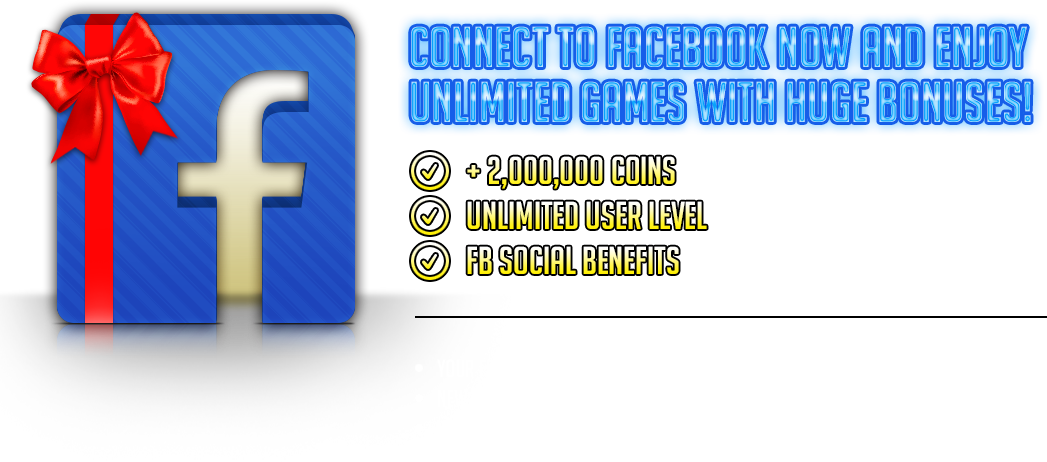 f
CONNECT TO FACEBOOK NOW AND ENJOY
UNLIMITED GAMES WITH HUGE BONUSES!
+ 2,000,000 COINS
UNLIMITED USER LEVEL
FB SOCIAL BENEFITS